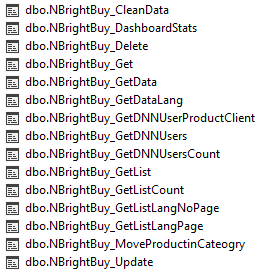 dbo.NBrightBuy_CleanData
dbo.NBrightBuy_DashboardStats
dbo.NBrightBuy_Delete
dbo.NBrightBuy_Get
dbo.NBrightBuy_GetData
dbo.NBrightBuy_GetDataLang
dbo.NBrightBuy_GetDNNUserProductClient
dbo.NBrightBuy_GetDNNUsers
dbo.NBrightBuy_GetDNNUsersCount
dbo.NBrightBuy_GetList
dbo.NBrightBuy_GetListCount
dbo.NBrightBuy_GetListLangNoPage
dbo.NBrightBuy_GetListLangPage
dbo.NBrightBuy_MoveProductinCateogry
dbo.NBrightBuy_Update